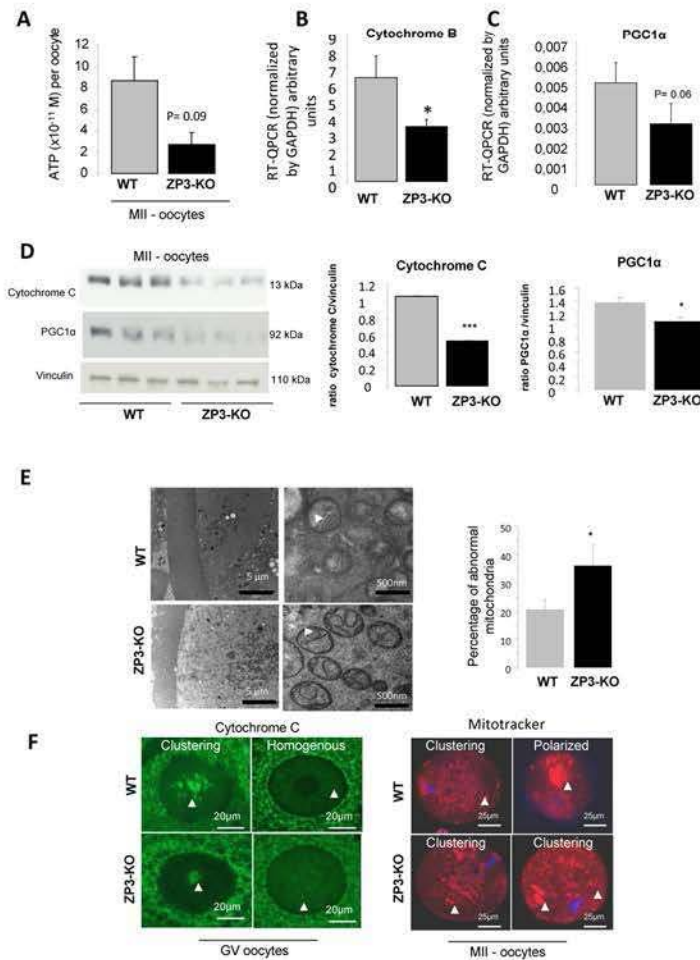 A
ATP (x10⁻¹¹ M) per oocyte
12
10
8
6
4
2
0
P= 0.09
WT
ZP3-KO
MII - oocytes
B
Cytochrome B
RT-QPCR (normalized
by GAPDH) arbitrary
units
9
8
7
6
5
4
3
2
1
0
*
WT
ZP3-KO
C
PGC1α
RT-QPCR (normalized by
GAPDH) arbitrary units
0,007
0,006
0,005
0,004
0,003
0,002
0,001
0
P= 0.06
WT
ZP3-KO
D
MII - oocytes
Cytochrome C
13 kDa
PGC1α
92 kDa
Vinculin
110 kDa
WT
ZP3-KO
Cytochrome C
ratio cytochrome C/vinculin
1.2
1
0.8
0.6
0.4
0.2
0
***
WT
ZP3-KO
PGC1α
ratio PGC1α/vinculin
1.6
1.4
1.2
1
0.8
0.6
0.4
0.2
0
*
WT
ZP3-KO
E
WT
5 µm
500nm
ZP3-KO
5 µm
500nm
Percentage of abnormal
mitochondria
50
40
30
20
10
0
*
WT
ZP3-KO
F
Cytochrome C
Clustering
Homogenous
WT
20µm
20µm
ZP3-KO
20µm
20µm
GV oocytes
Mitotracker
Clustering
Polarized
WT
25µm
25µm
Clustering
Clustering
ZP3-KO
25µm
25µm
MII - oocytes